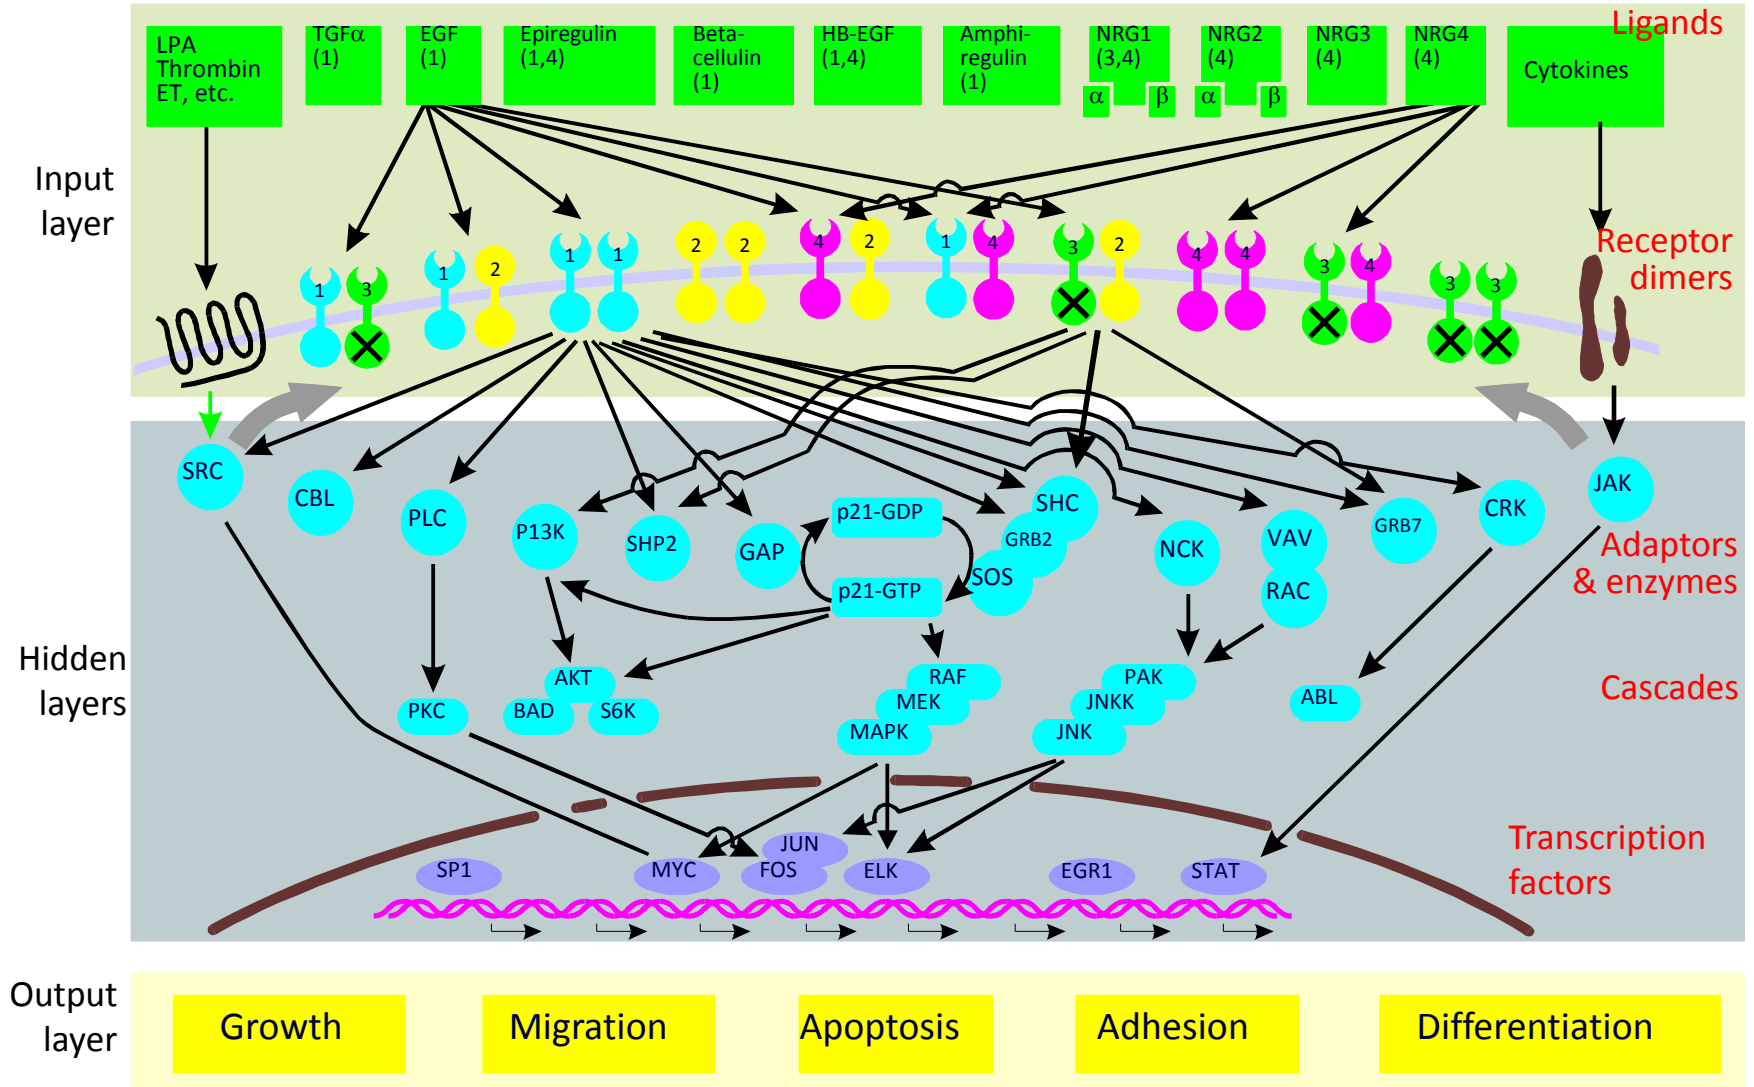 Ligands
LPA
Thrombin
ET, etc.
TGFα
(1)
EGF
(1)
Epiregulin
(1,4)
Beta-
cellulin
(1)
HB-EGF
(1,4)
Amphi-
regulin
(1)
NRG1
(3,4)
α
β
NRG2
(4)
α
β
NRG3
(4)
NRG4
(4)
Cytokines
Input
layer
Receptor
dimers
1
3
1
2
1
1
2
2
4
2
1
4
3
2
4
4
3
4
3
3
SRC
CBL
PLC
P13K
SHP2
GAP
p21-GDP
p21-GTP
SHC
GRB2
SOS
NCK
VAV
RAC
GRB7
CRK
JAK
Adaptors
& enzymes
Hidden
layers
PKC
AKT
BAD
S6K
RAF
MEK
MAPK
PAK
JNKK
JNK
ABL
Cascades
SP1
MYC
JUN
FOS
ELK
EGR1
STAT
Transcription
factors
Output
layer
Growth
Migration
Apoptosis
Adhesion
Differentiation